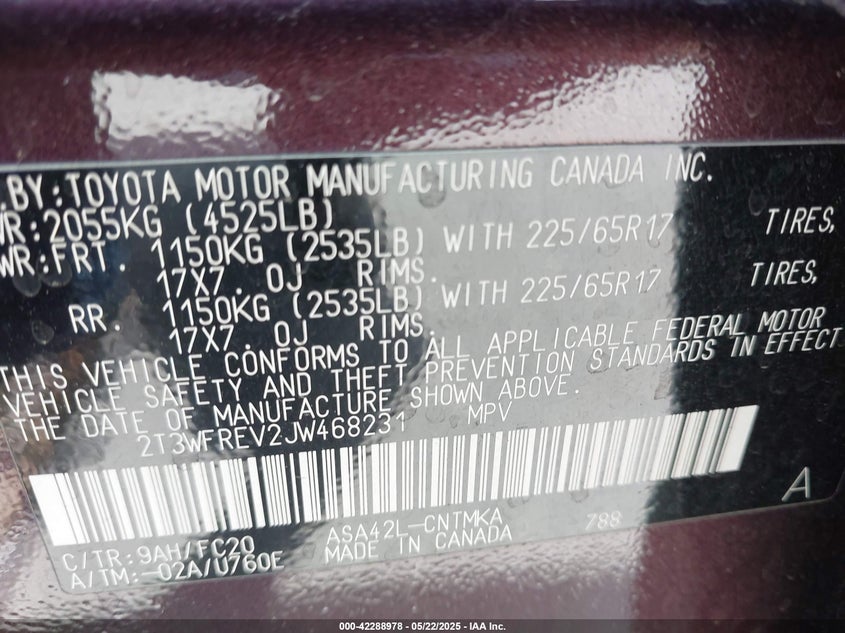 .BY:TOYOTA MOTOR MANUFACTURING CANADA INC.
WR:2055KG (4525LB)
WR:FRT. 1150KG (2535LB) WITH 225/65R17 TIRES,
17X7. OJ RIMS.
RR. 1150KG (2535LB) WITH 225/65R17 TIRES,
17X7. OJ RIMS.
THIS VEHICLE CONFORMS TO ALL APPLICABLE FEDERAL MOTOR
VEHICLE SAFETY AND THEFT PREVENTION STANDARDS IN EFFECT
THE DATE OF MANUFACTURE SHOWN ABOVE.
2T3WFREV2JW468231 MPV
A
C/TR:9AH/FC20 ASA42L-CNTMKA 788
A/TM:-02A/U760E MADE IN CANADA
000-42288978 - 05/22/2025 - IAA Inc.